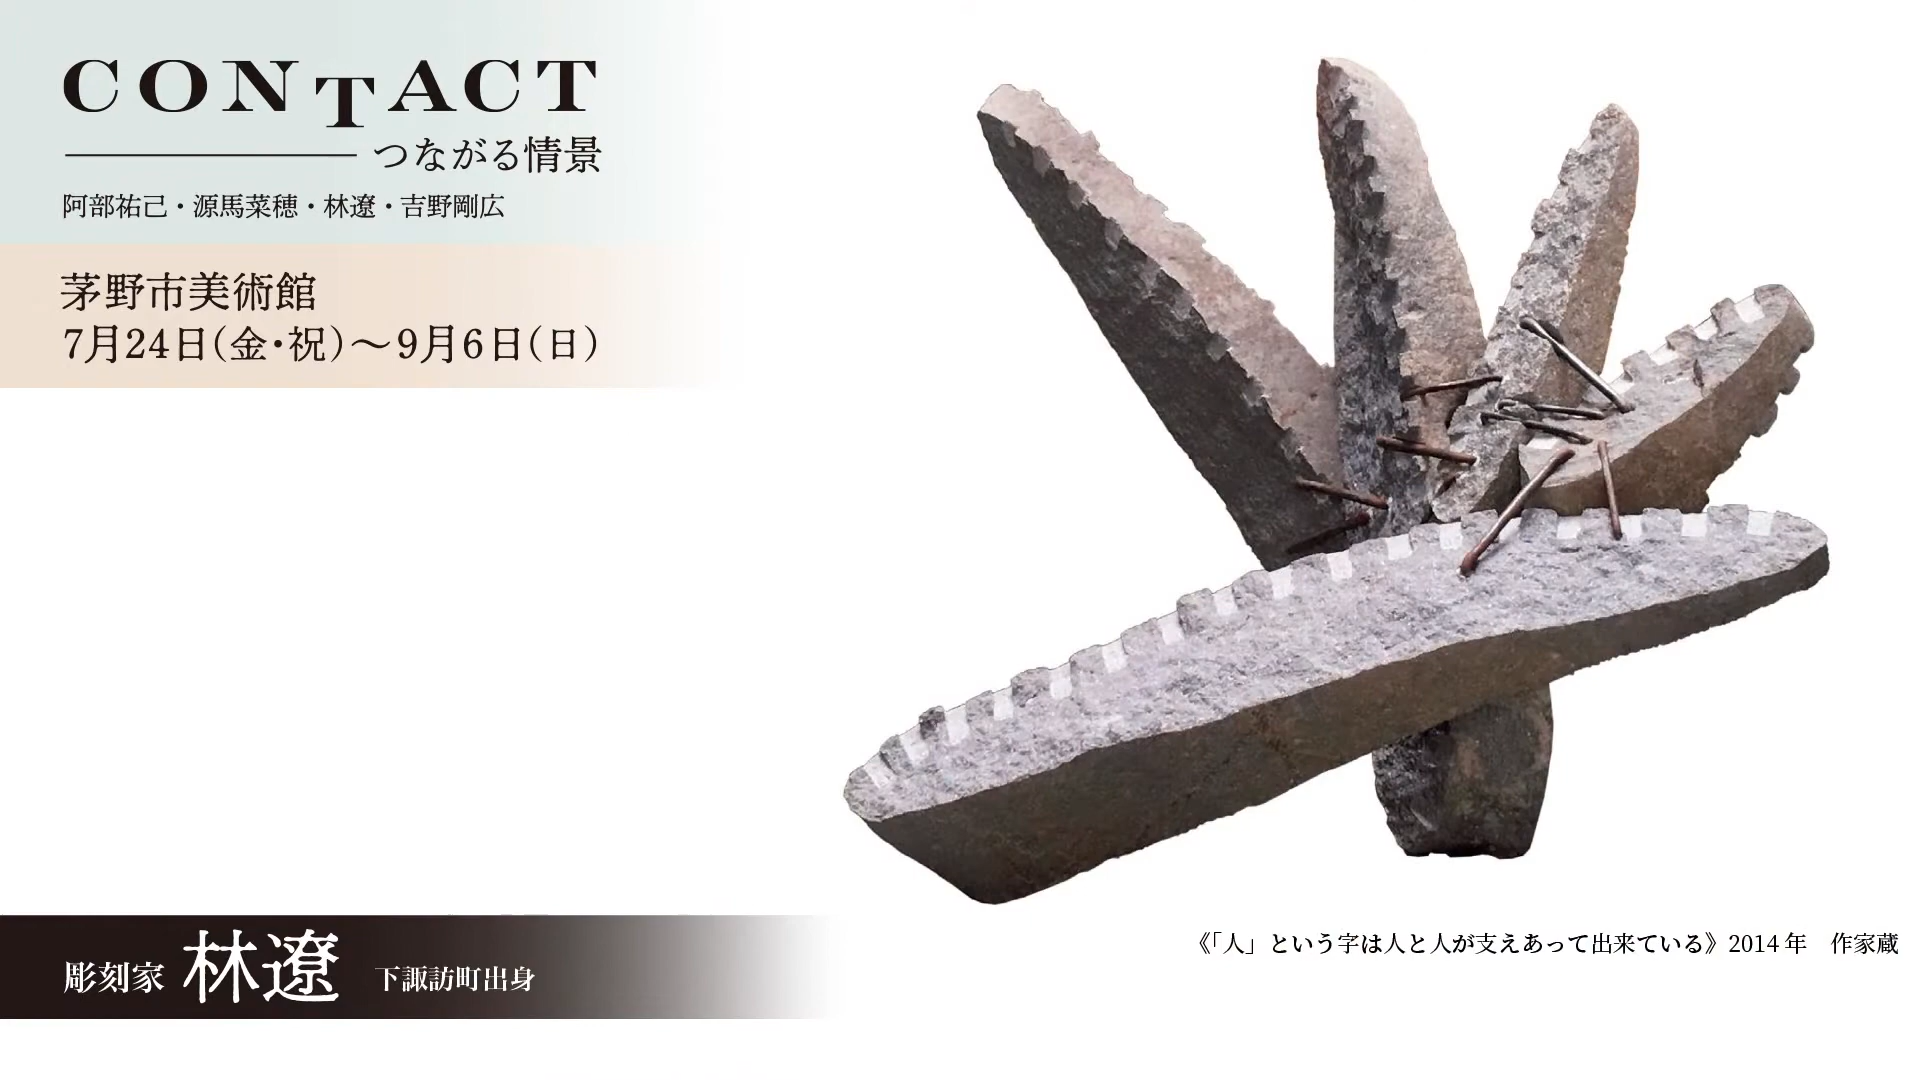 CONTACT
つながる情景
阿部祐己・源馬菜穂・林遼・吉野剛広
茅野市美術館
7月24日(金・祝)〜9月6日(日)
彫刻家 林遼 下諏訪町出身
《「人」という字は人と人が支えあって出来ている》2014年 作家蔵